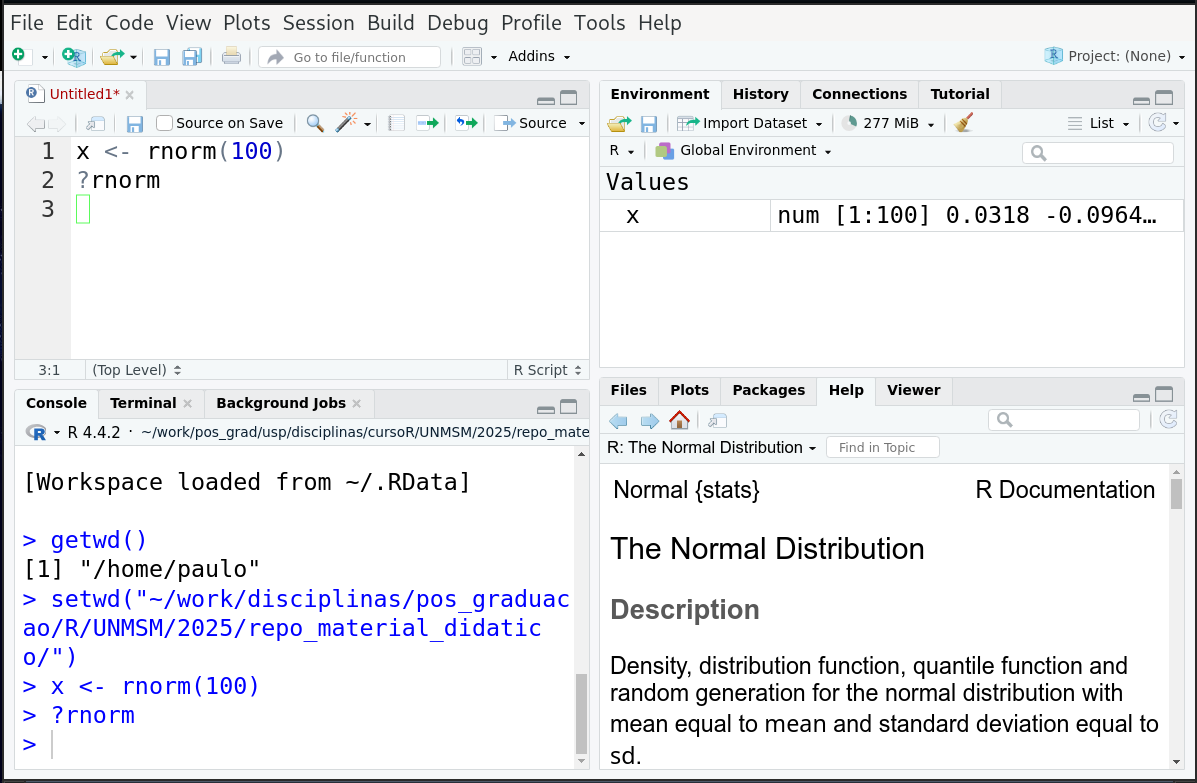 File Edit Code View Plots Session Build Debug Profile Tools Help
Go to file/function Addins Project: (None)
Untitled1*
Source on Save Source
1 x <- rnorm(100)
2 ?rnorm
3
3:1 (Top Level) R Script
Console Terminal Background Jobs
R 4.4.2 · ~/work/pos_grad/usp/disciplinas/cursoR/UNMSM/2025/repo_mate
[Workspace loaded from ~/.RData]
> getwd()
[1] "/home/paulo"
> setwd("~/work/disciplinas/pos_graduac
ao/R/UNMSM/2025/repo_material_didatic
o/")
> x <- rnorm(100)
> ?rnorm
>
Environment History Connections Tutorial
Import Dataset 277 MiB List
R Global Environment
Values
x num [1:100] 0.0318 -0.0964…
Files Plots Packages Help Viewer
R: The Normal Distribution Find in Topic
Normal {stats} R Documentation
The Normal Distribution
Description
Density, distribution function, quantile function and
random generation for the normal distribution with
mean equal to mean and standard deviation equal to
sd.